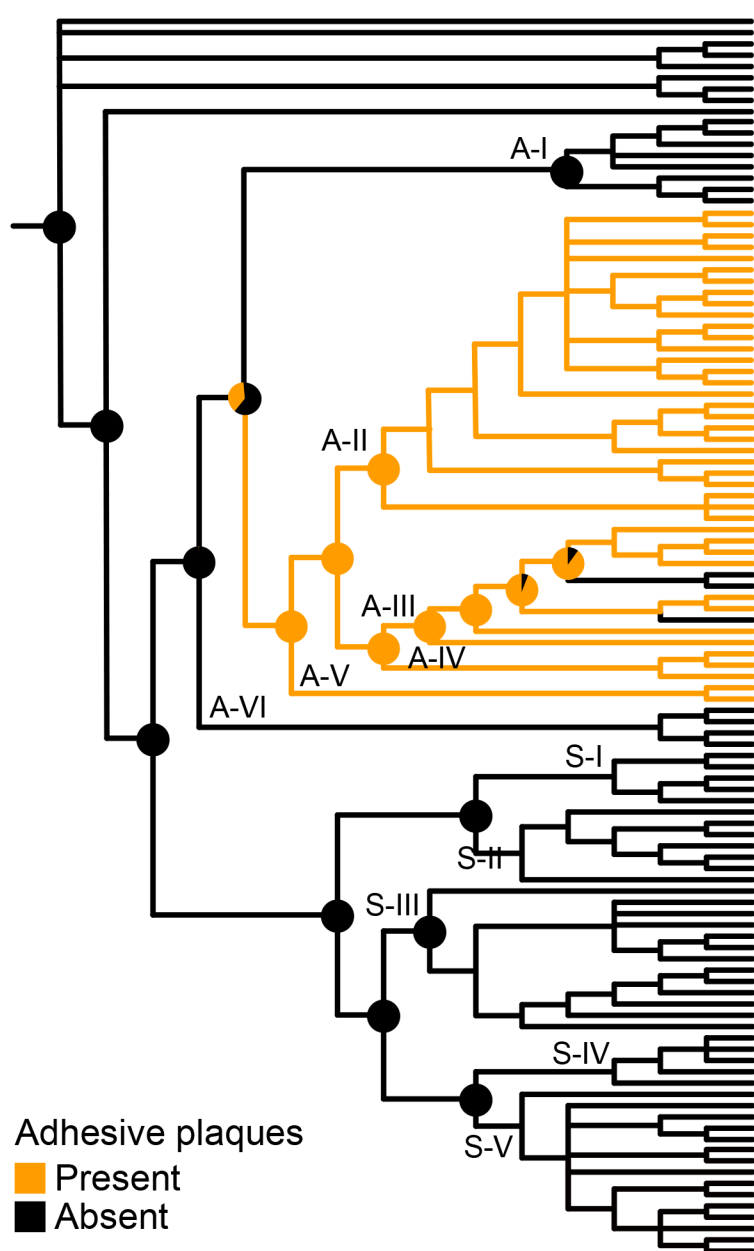 A-I
A-II
A-III
A-IV
A-V
A-VI
S-I
S-II
S-III
S-IV
S-V
Adhesive plaques
Present
Absent